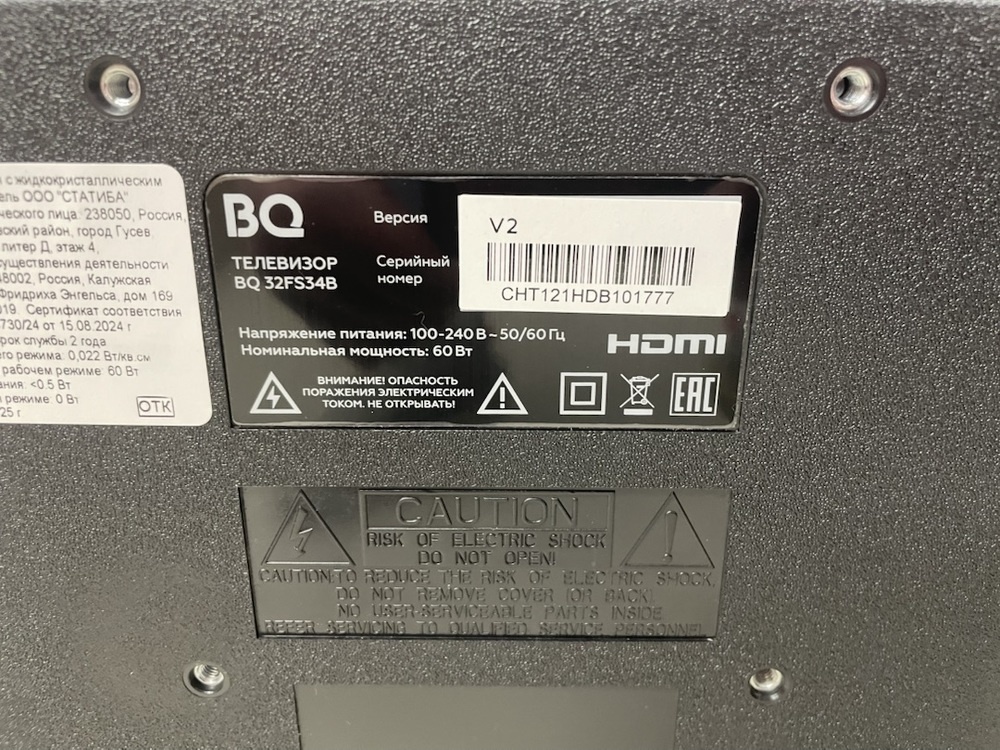 с жидкокристаллическим
ель ООО "СТАТИБА"
ческого лица: 238050, Россия,
вский район, город Гусев
литер Д, этаж 4,
существления деятельности
48002, Россия, Калужская
Фридриха Энгельса, дом 169
019. Сертификат соответствия
730/24 от 15.08.2024 г
рок службы 2 года
его режима: 0,022 Вт/кв.см
рабочем режиме: 60 Вт
ания: <0.5 Вт
режиме: 0 Вт
25 г.
ОТК
BQ
ТЕЛЕВИЗОР
BQ 32FS34B
Версия
V2
Серийный
номер
CHT121HDB101777
Напряжение питания: 100-240 В ~ 50/60 Гц
Номинальная мощность: 60 Вт
HDMI
ВНИМАНИЕ! ОПАСНОСТЬ
ПОРАЖЕНИЯ ЭЛЕКТРИЧЕСКИМ
ТОКОМ. НЕ ОТКРЫВАТЬ!
EAC
CAUTION
RISK OF ELECTRIC SHOCK
DO NOT OPEN!
CAUTION:TO REDUCE THE RISK OF ELECTRIC SHOCK.
DO NOT REMOVE COVER (OR BACK).
NO USER-SERVICEABLE PARTS INSIDE.
REFER SERVICING TO QUALIFIED SERVICE PERSONNEL